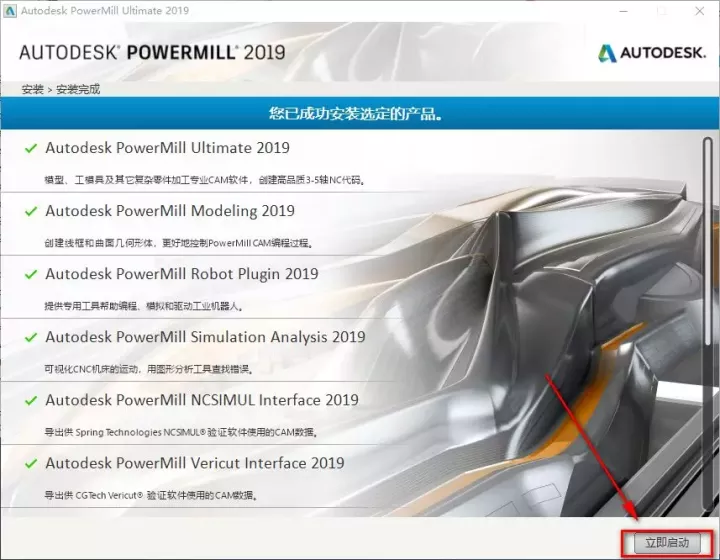 Autodesk PowerMill Ultimate 2019
AUTODESK® POWERMILL® 2019
AUTODESK.
安装 > 安装完成
您已成功安装选定的产品。
Autodesk PowerMill Ultimate 2019
模型、工模具及其它复杂零件加工专业CAM软件，创建高品质3-5轴NC代码。
Autodesk PowerMill Modeling 2019
创建线框和曲面几何形体，更好地控制PowerMill CAM编程过程。
Autodesk PowerMill Robot Plugin 2019
提供专用工具帮助编程、模拟和驱动工业机器人。
Autodesk PowerMill Simulation Analysis 2019
可视化CNC机床的运动、用图形分析工具查找错误。
Autodesk PowerMill NCSIMUL Interface 2019
导出供 Spring Technologies NCSIMUL® 验证软件使用的CAM数据。
Autodesk PowerMill Vericut Interface 2019
导出供 CGTech Vericut® 验证软件使用的CAM数据。
立即启动